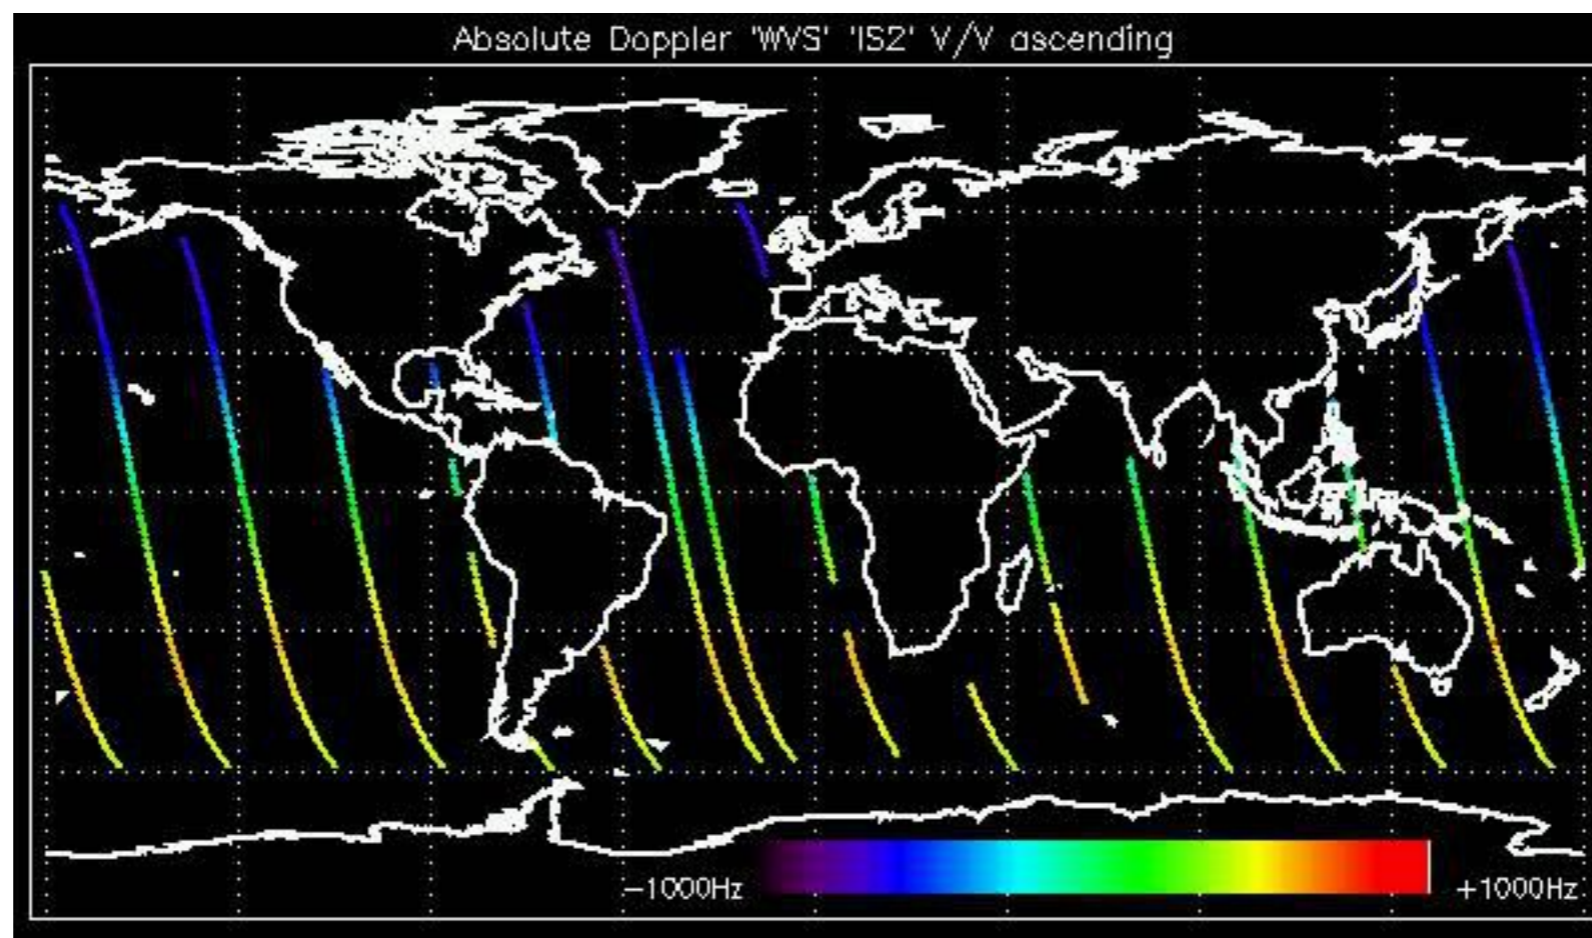 Absolute Doppler 'WVS' 'IS2' V/V ascending
-1000Hz +1000Hz